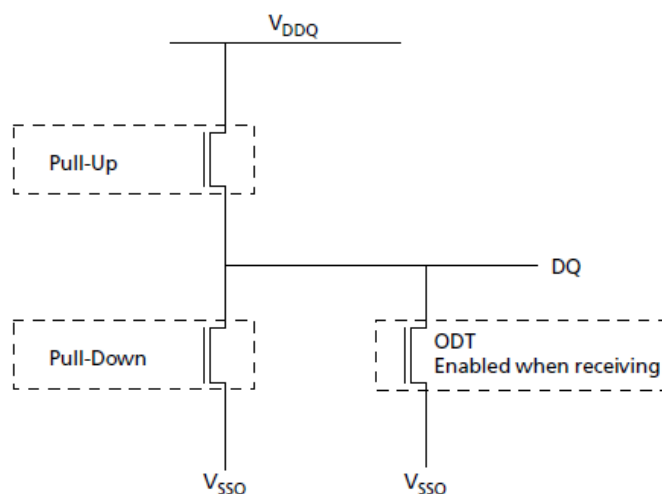 VDDQ
Pull-Up
DQ
Pull-Down
ODT
Enabled when receiving
VSSQ
VSSQ